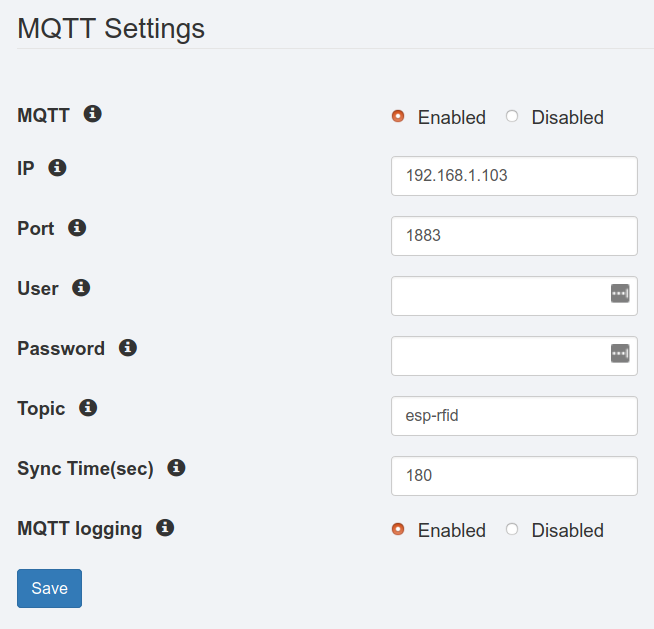 MQTT Settings
MQTT Enabled Disabled
IP 192.168.1.103
Port 1883
User
Password
Topic esp-rfid
Sync Time(sec) 180
MQTT logging Enabled Disabled
Save